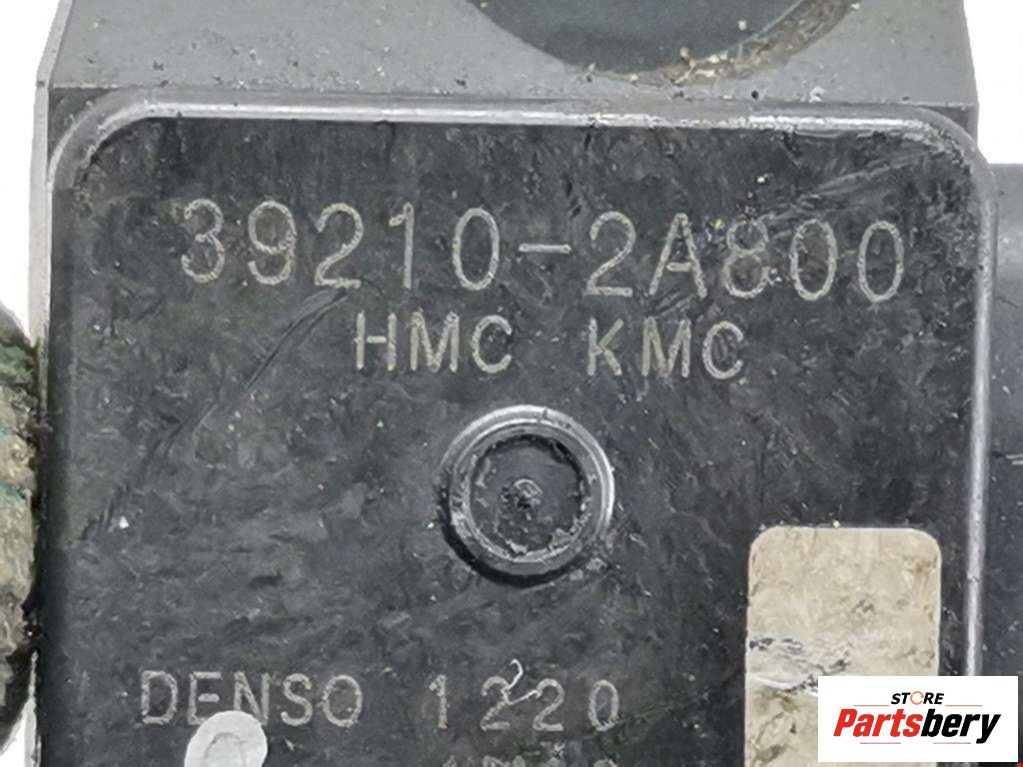 39210-2A800
HMC KMC
DENSO 1220
STORE
Partsbery